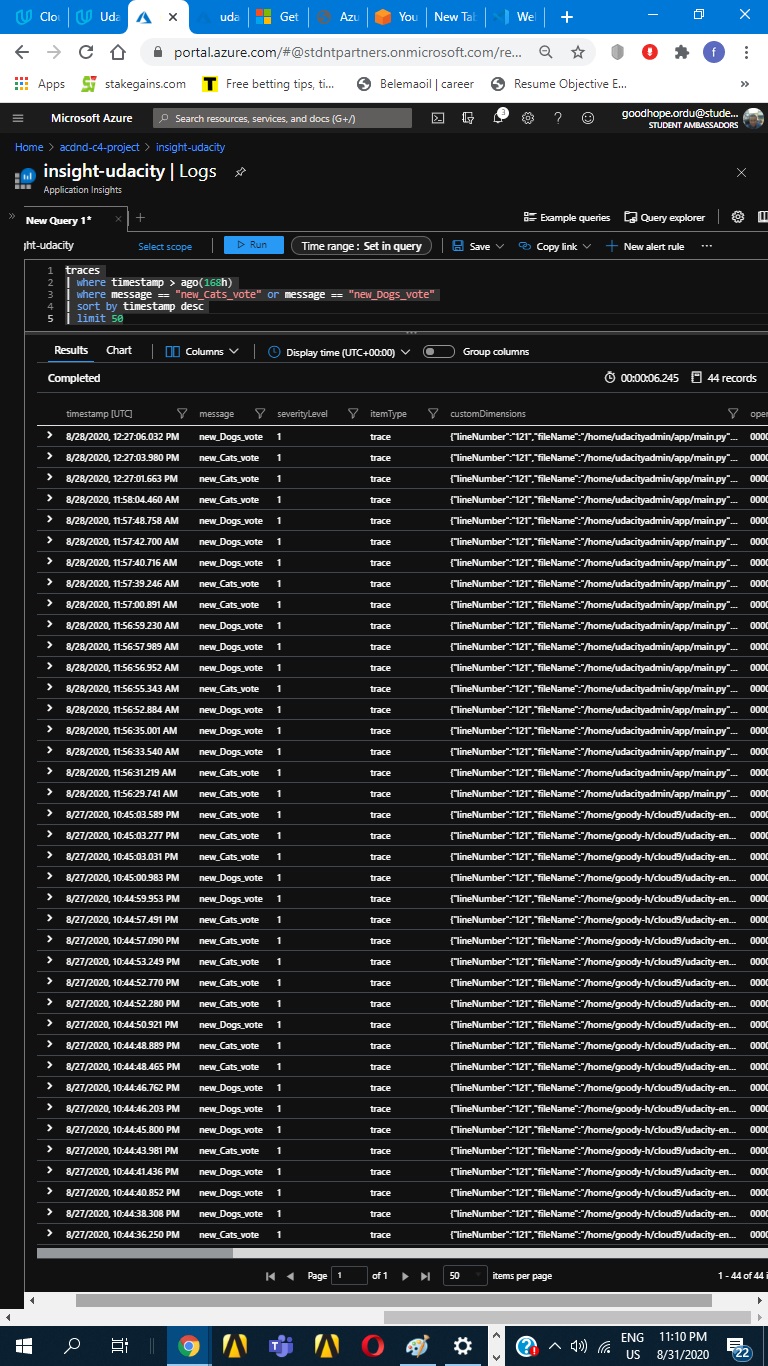 Clo Uda uda Get Azu You New Tab Wel
portal.azure.com/#@stdntpartners.onmicrosoft.com/re...
Apps stakegains.com Free betting tips, ti... Belemaoil | career Resume Objective E... »
Microsoft Azure Search resources, services, and docs (G+/) 3 goodhope.ordu@stude...
STUDENT AMBASSADORS
Home > acdnd-c4-project > insight-udacity
insight-udacity | Logs
Application Insights
New Query 1* Example queries Query explorer
ght-udacity Select scope Run Time range : Set in query Save Copy link New alert rule ...
1 traces
2 | where timestamp > ago(168h)
3 | where message == "new_Cats_vote" or message == "new_Dogs_vote"
4 | sort by timestamp desc
5 | limit 50
Results Chart Columns Display time (UTC+00:00) Group columns
Completed 00:00:06.245 44 records
timestamp [UTC] message severityLevel itemType customDimensions oper
8/28/2020, 12:27:06.032 PM new_Dogs_vote 1 trace {"lineNumber":"121","fileName":"/home/udacityadmin/app/main.py"... 0000
8/28/2020, 12:27:03.980 PM new_Cats_vote 1 trace {"lineNumber":"121","fileName":"/home/udacityadmin/app/main.py"... 0000
8/28/2020, 12:27:01.663 PM new_Cats_vote 1 trace {"lineNumber":"121","fileName":"/home/udacityadmin/app/main.py"... 0000
8/28/2020, 11:58:04.460 AM new_Cats_vote 1 trace {"lineNumber":"121","fileName":"/home/udacityadmin/app/main.py"... 0000
8/28/2020, 11:57:48.758 AM new_Dogs_vote 1 trace {"lineNumber":"121","fileName":"/home/udacityadmin/app/main.py"... 0000
8/28/2020, 11:57:42.700 AM new_Dogs_vote 1 trace {"lineNumber":"121","fileName":"/home/udacityadmin/app/main.py"... 0000
8/28/2020, 11:57:40.716 AM new_Dogs_vote 1 trace {"lineNumber":"121","fileName":"/home/udacityadmin/app/main.py"... 0000
8/28/2020, 11:57:39.246 AM new_Cats_vote 1 trace {"lineNumber":"121","fileName":"/home/udacityadmin/app/main.py"... 0000
8/28/2020, 11:57:00.891 AM new_Cats_vote 1 trace {"lineNumber":"121","fileName":"/home/udacityadmin/app/main.py"... 0000
8/28/2020, 11:56:59.230 AM new_Dogs_vote 1 trace {"lineNumber":"121","fileName":"/home/udacityadmin/app/main.py"... 0000
8/28/2020, 11:56:57.989 AM new_Dogs_vote 1 trace {"lineNumber":"121","fileName":"/home/udacityadmin/app/main.py"... 0000
8/28/2020, 11:56:56.952 AM new_Dogs_vote 1 trace {"lineNumber":"121","fileName":"/home/udacityadmin/app/main.py"... 0000
8/28/2020, 11:56:55.343 AM new_Cats_vote 1 trace {"lineNumber":"121","fileName":"/home/udacityadmin/app/main.py"... 0000
8/28/2020, 11:56:52.884 AM new_Dogs_vote 1 trace {"lineNumber":"121","fileName":"/home/udacityadmin/app/main.py"... 0000
8/28/2020, 11:56:35.001 AM new_Dogs_vote 1 trace {"lineNumber":"121","fileName":"/home/udacityadmin/app/main.py"... 0000
8/28/2020, 11:56:33.540 AM new_Dogs_vote 1 trace {"lineNumber":"121","fileName":"/home/udacityadmin/app/main.py"... 0000
8/28/2020, 11:56:31.219 AM new_Cats_vote 1 trace {"lineNumber":"121","fileName":"/home/udacityadmin/app/main.py"... 0000
8/28/2020, 11:56:29.741 AM new_Cats_vote 1 trace {"lineNumber":"121","fileName":"/home/udacityadmin/app/main.py"... 0000
8/27/2020, 10:45:03.589 PM new_Cats_vote 1 trace {"lineNumber":"121","fileName":"/home/goody-h/cloud9/udacity-en... 0000
8/27/2020, 10:45:03.277 PM new_Cats_vote 1 trace {"lineNumber":"121","fileName":"/home/goody-h/cloud9/udacity-en... 0000
8/27/2020, 10:45:03.031 PM new_Cats_vote 1 trace {"lineNumber":"121","fileName":"/home/goody-h/cloud9/udacity-en... 0000
8/27/2020, 10:45:00.983 PM new_Dogs_vote 1 trace {"lineNumber":"121","fileName":"/home/goody-h/cloud9/udacity-en... 0000
8/27/2020, 10:44:59.953 PM new_Dogs_vote 1 trace {"lineNumber":"121","fileName":"/home/goody-h/cloud9/udacity-en... 0000
8/27/2020, 10:44:57.491 PM new_Cats_vote 1 trace {"lineNumber":"121","fileName":"/home/goody-h/cloud9/udacity-en... 0000
8/27/2020, 10:44:57.090 PM new_Cats_vote 1 trace {"lineNumber":"121","fileName":"/home/goody-h/cloud9/udacity-en... 0000
8/27/2020, 10:44:53.249 PM new_Cats_vote 1 trace {"lineNumber":"121","fileName":"/home/goody-h/cloud9/udacity-en... 0000
8/27/2020, 10:44:52.770 PM new_Cats_vote 1 trace {"lineNumber":"121","fileName":"/home/goody-h/cloud9/udacity-en... 0000
8/27/2020, 10:44:52.280 PM new_Cats_vote 1 trace {"lineNumber":"121","fileName":"/home/goody-h/cloud9/udacity-en... 0000
8/27/2020, 10:44:50.921 PM new_Dogs_vote 1 trace {"lineNumber":"121","fileName":"/home/goody-h/cloud9/udacity-en... 0000
8/27/2020, 10:44:48.889 PM new_Cats_vote 1 trace {"lineNumber":"121","fileName":"/home/goody-h/cloud9/udacity-en... 0000
8/27/2020, 10:44:48.465 PM new_Cats_vote 1 trace {"lineNumber":"121","fileName":"/home/goody-h/cloud9/udacity-en... 0000
8/27/2020, 10:44:46.762 PM new_Dogs_vote 1 trace {"lineNumber":"121","fileName":"/home/goody-h/cloud9/udacity-en... 0000
8/27/2020, 10:44:46.203 PM new_Dogs_vote 1 trace {"lineNumber":"121","fileName":"/home/goody-h/cloud9/udacity-en... 0000
8/27/2020, 10:44:45.800 PM new_Dogs_vote 1 trace {"lineNumber":"121","fileName":"/home/goody-h/cloud9/udacity-en... 0000
8/27/2020, 10:44:43.981 PM new_Cats_vote 1 trace {"lineNumber":"121","fileName":"/home/goody-h/cloud9/udacity-en... 0000
8/27/2020, 10:44:41.436 PM new_Dogs_vote 1 trace {"lineNumber":"121","fileName":"/home/goody-h/cloud9/udacity-en... 0000
8/27/2020, 10:44:40.852 PM new_Dogs_vote 1 trace {"lineNumber":"121","fileName":"/home/goody-h/cloud9/udacity-en... 0000
8/27/2020, 10:44:38.308 PM new_Dogs_vote 1 trace {"lineNumber":"121","fileName":"/home/goody-h/cloud9/udacity-en... 0000
8/27/2020, 10:44:36.250 PM new_Cats_vote 1 trace {"lineNumber":"121","fileName":"/home/goody-h/cloud9/udacity-en... 0000
Page 1 of 1 50 items per page 1 - 44 of 44 i
ENG 11:10 PM
US 8/31/2020 22